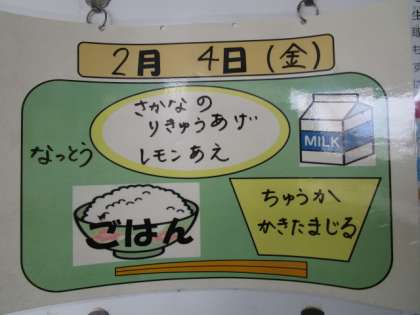 2月 4日(金)
さかなの
りきゅうあげ
レモンあえ
なっとう
MILK
ごはん
ちゅうか
かきたまじる